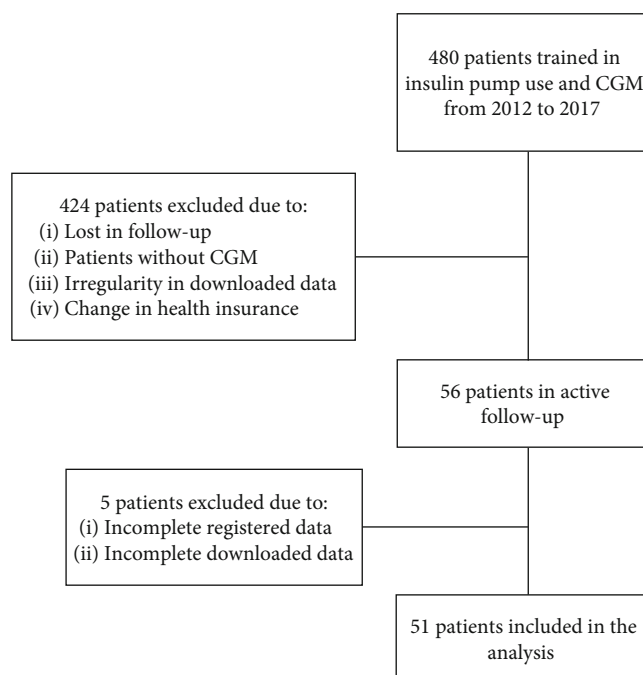 480 patients trained in
insulin pump use and CGM
from 2012 to 2017
424 patients excluded due to:
(i) Lost in follow-up
(ii) Patients without CGM
(iii) Irregularity in downloaded data
(iv) Change in health insurance
56 patients in active
follow-up
5 patients excluded due to:
(i) Incomplete registered data
(ii) Incomplete downloaded data
51 patients included in the
analysis